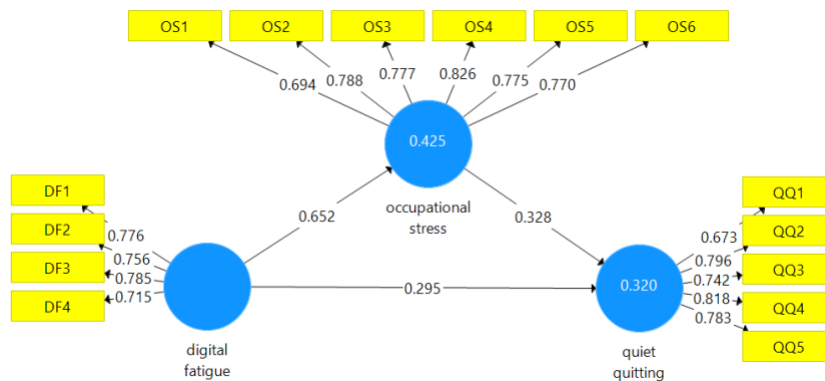 OS1 OS2 OS3 OS4 OS5 OS6
0.694 0.788 0.777 0.826 0.775 0.770
0.425
occupational
stress
DF1
DF2
DF3
DF4
0.776
0.756
0.785
0.715
0.652
0.328
0.295
digital
fatigue
0.320
quiet
quitting
0.673
0.796
0.742
0.818
0.783
QQ1
QQ2
QQ3
QQ4
QQ5